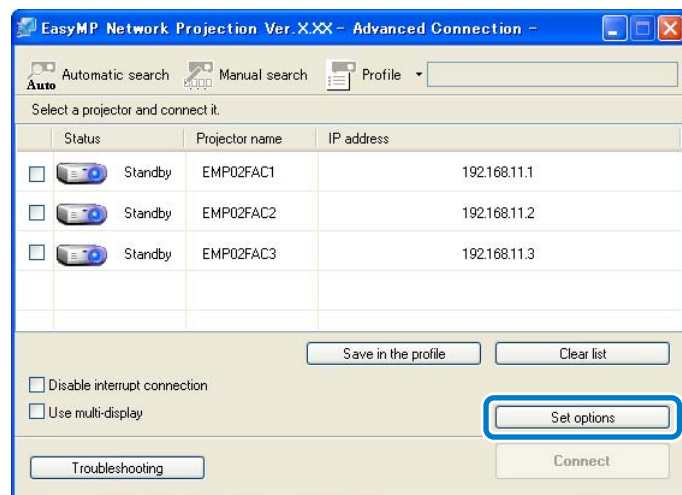 EasyMP Network Projection Ver.X.XX - Advanced Connection -
Auto Automatic search Manual search Profile
Select a projector and connect it.
Status Projector name IP address
Standby EMP02FAC1 192.168.11.1
Standby EMP02FAC2 192.168.11.2
Standby EMP02FAC3 192.168.11.3
Save in the profile Clear list
Disable interrupt connection
Use multi-display Set options
Troubleshooting Connect